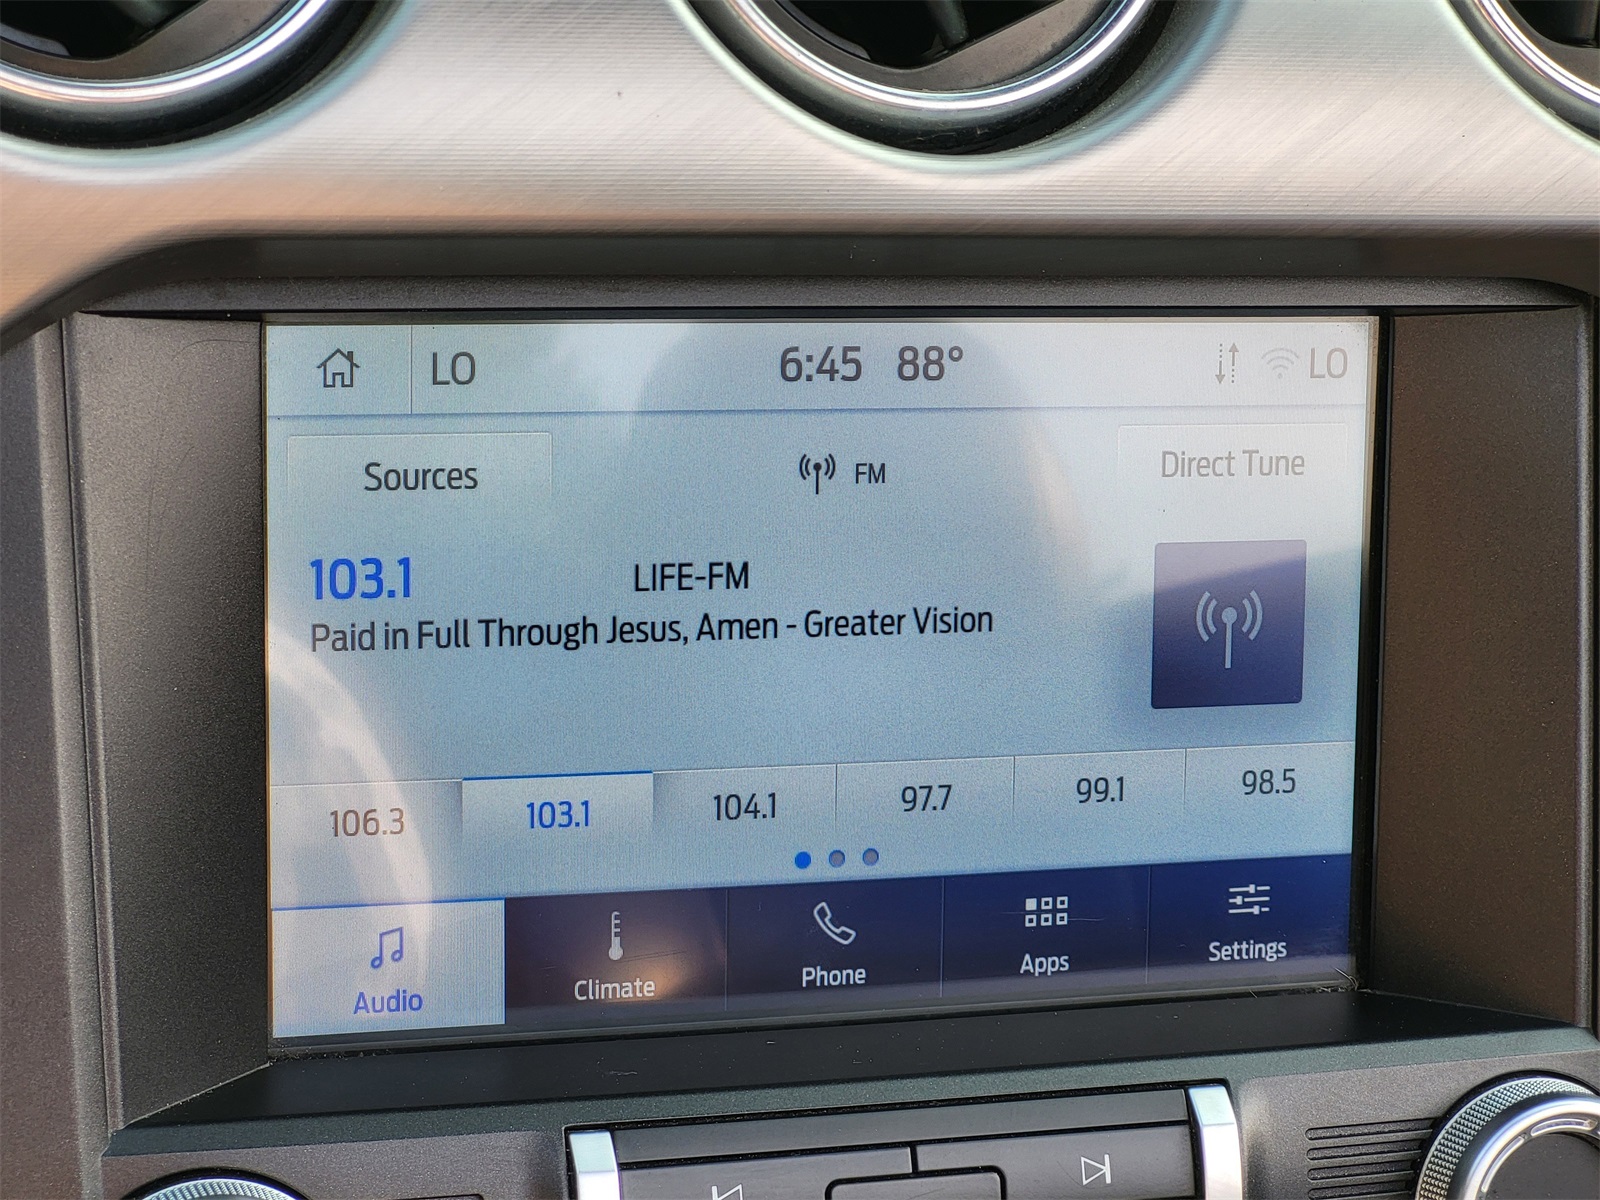 LO 6:45 88° LO
Sources FM Direct Tune
103.1 LIFE-FM
Paid in Full Through Jesus, Amen - Greater Vision
106.3 103.1 104.1 97.7 99.1 98.5
Audio Climate Phone Apps Settings